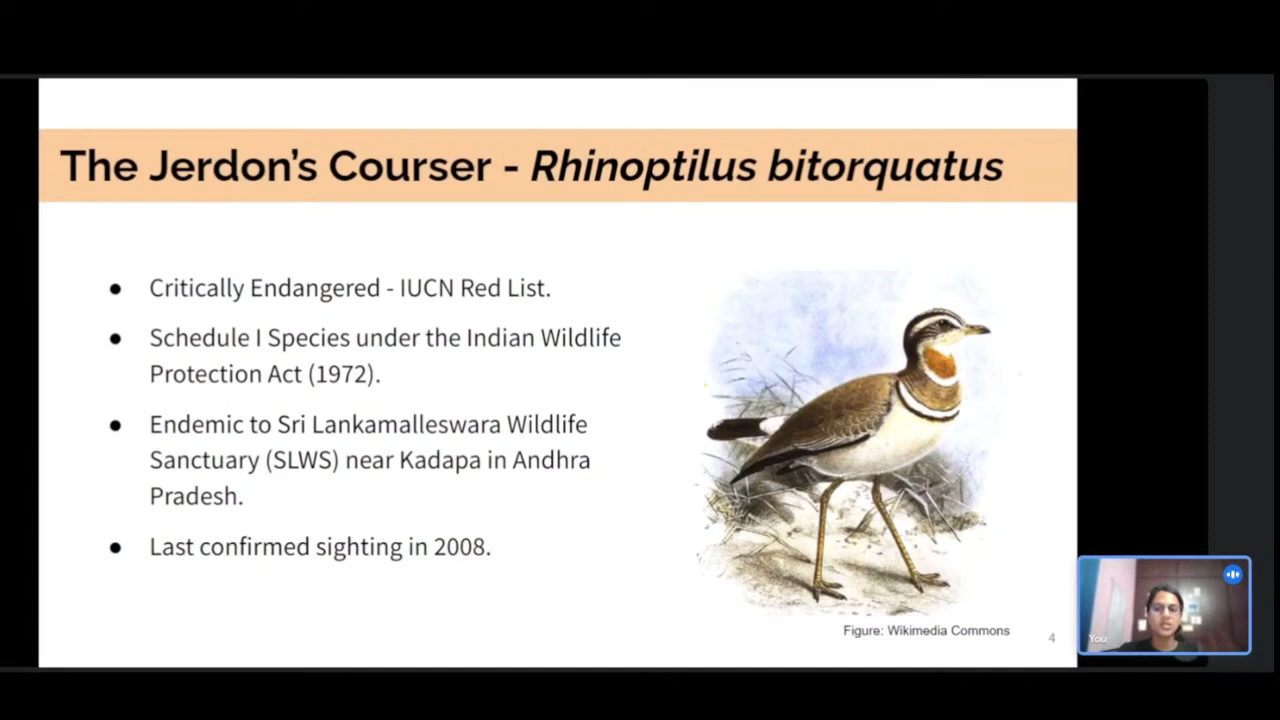 The Jerdon's Courser - Rhinoptilus bitorquatus
● Critically Endangered - IUCN Red List.
● Schedule I Species under the Indian Wildlife
Protection Act (1972).
● Endemic to Sri Lankamalleswara Wildlife
Sanctuary (SLWS) near Kadapa in Andhra
Pradesh.
● Last confirmed sighting in 2008.
Figure: Wikimedia Commons
4
You